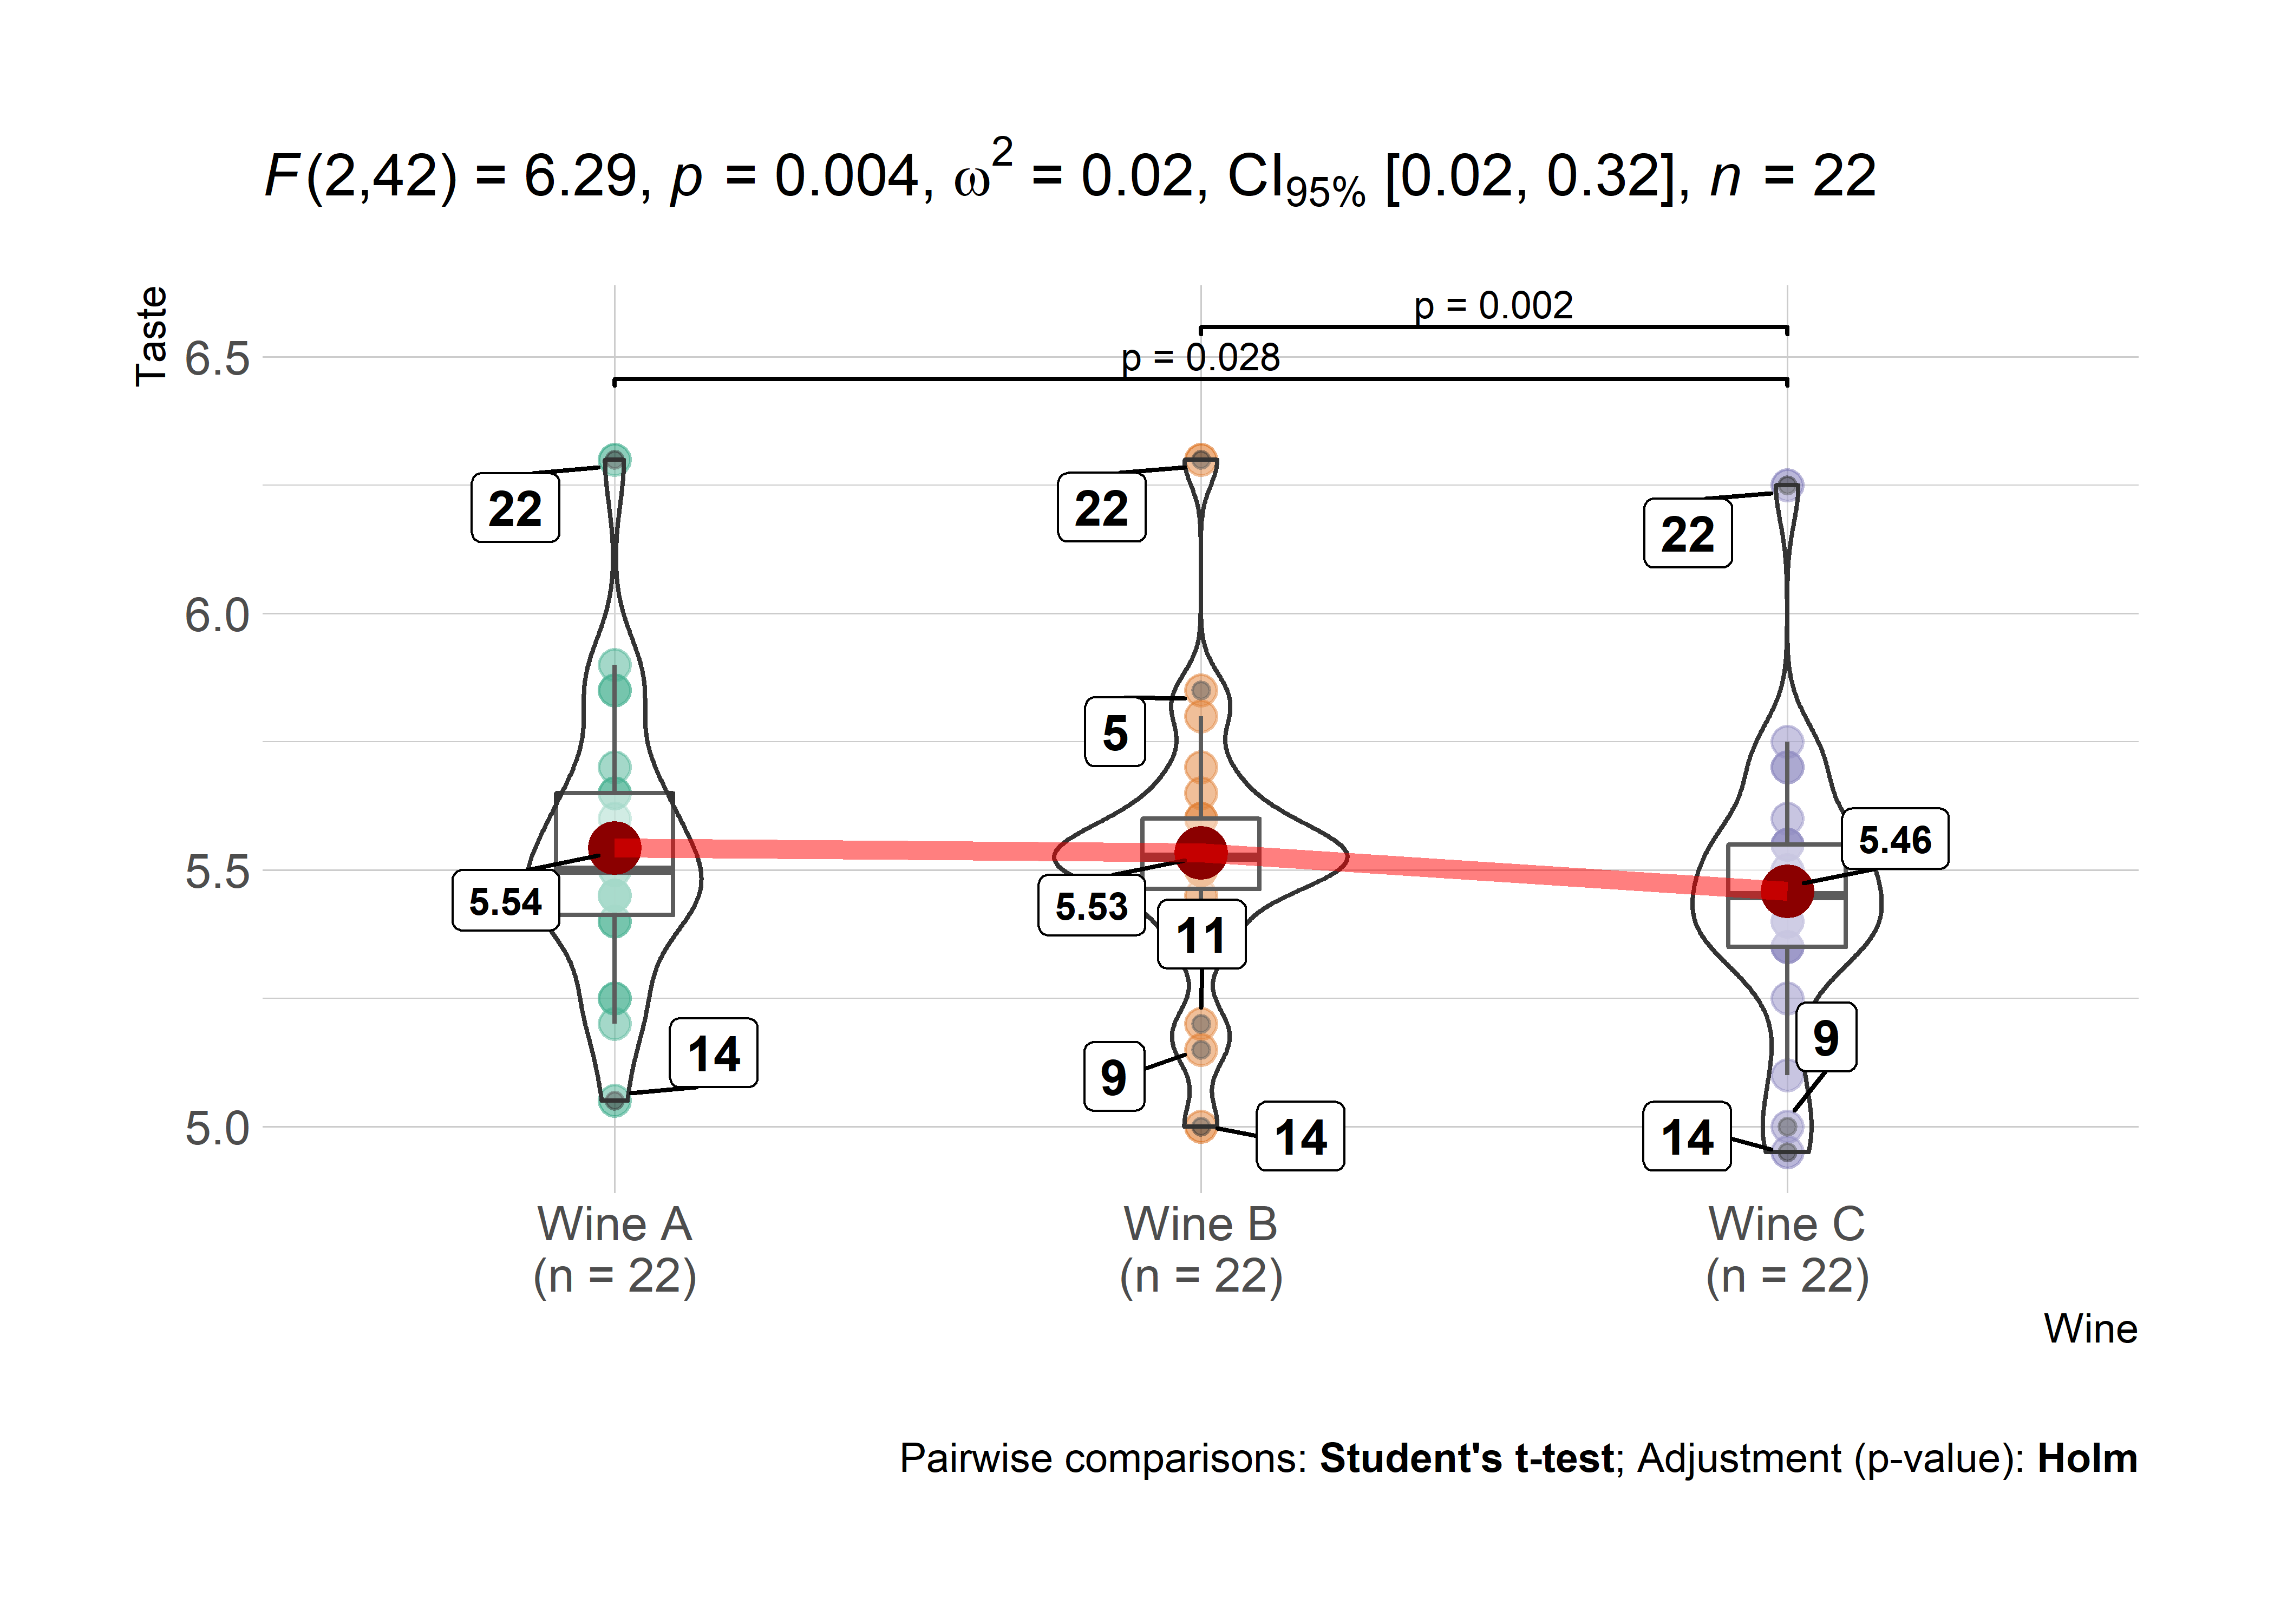 F(2,42) = 6.29, p = 0.004, ω² = 0.02, CI95% [0.02, 0.32], n = 22
Taste
p = 0.002
6.5
p = 0.028
22
22
22
6.0
5
5.5
5.46
5.54
5.53
11
9
14
9
5.0
14
14
Wine A
(n = 22)
Wine B
(n = 22)
Wine C
(n = 22)
Wine
Pairwise comparisons: Student's t-test; Adjustment (p-value): Holm